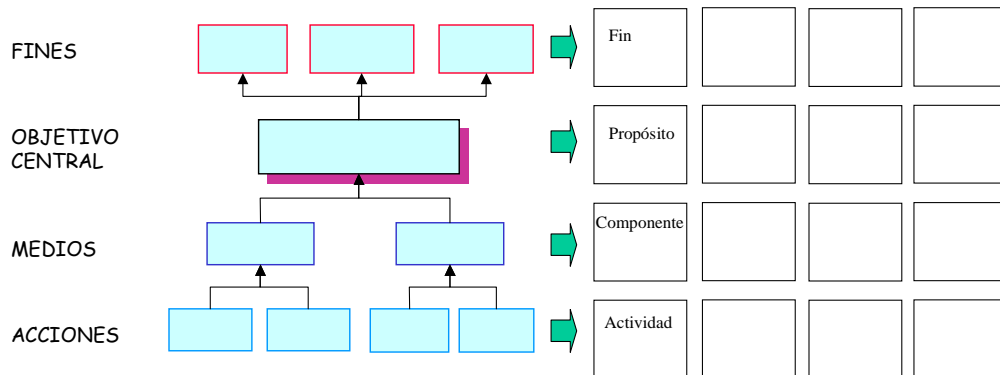 FINES
Fin
OBJETIVO
CENTRAL
Propósito
MEDIOS
Componente
ACCIONES
Actividad